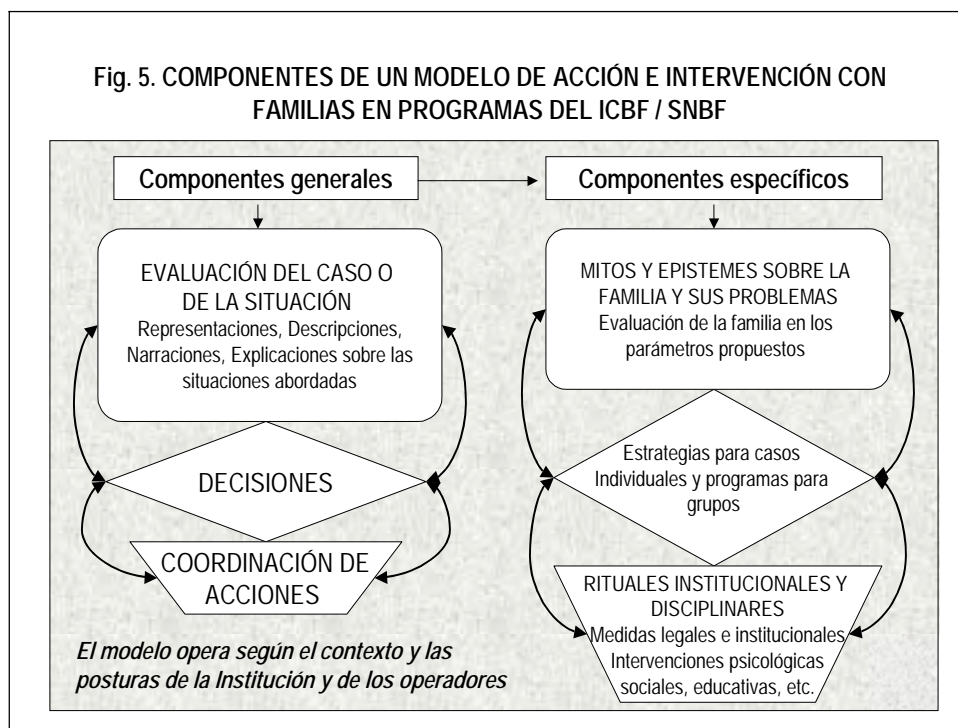 Fig. 5. COMPONENTES DE UN MODELO DE ACCIÓN E INTERVENCIÓN CON
FAMILIAS EN PROGRAMAS DEL ICBF / SNBF
Componentes generales
EVALUACIÓN DEL CASO O
DE LA SITUACIÓN
Representaciones, Descripciones,
Narraciones, Explicaciones sobre las
situaciones abordadas
DECISIONES
COORDINACIÓN DE
ACCIONES
El modelo opera según el contexto y las
posturas de la Institución y de los operadores
Componentes específicos
MITOS Y EPISTEMES SOBRE LA
FAMILIA Y SUS PROBLEMAS
Evaluación de la familia en los
parámetros propuestos
Estrategias para casos
Individuales y programas para
grupos
RITUALES INSTITUCIONALES Y
DISCIPLINARES
Medidas legales e institucionales
Intervenciones psicológicas
sociales, educativas, etc.